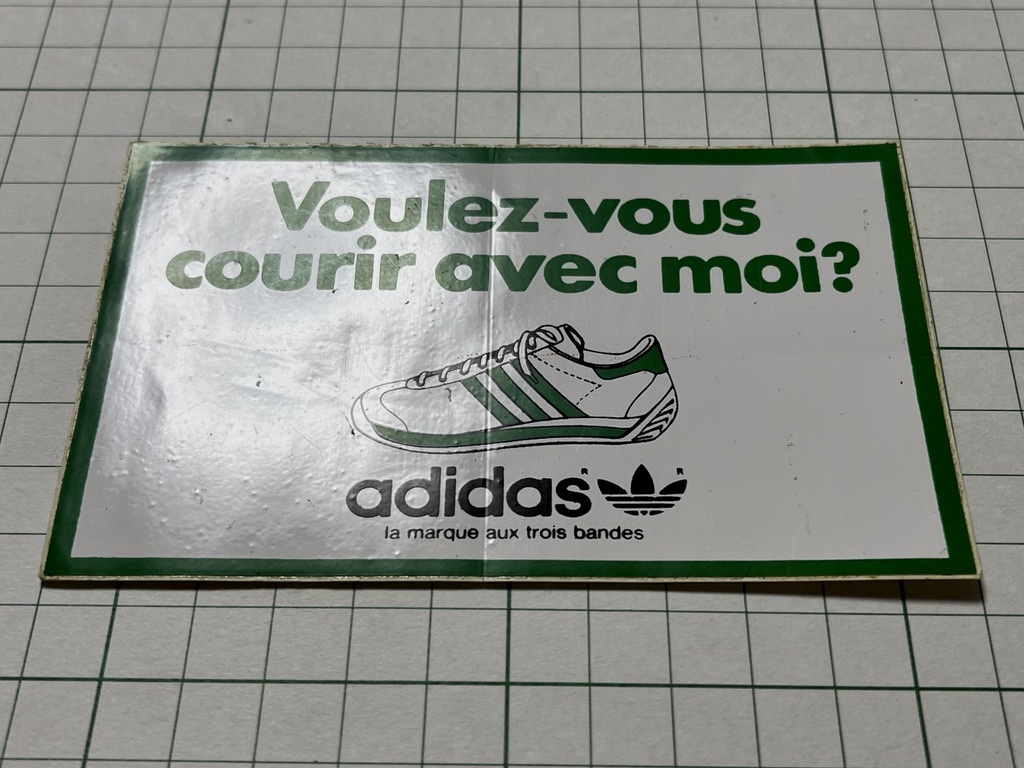 Voulez-vous
courir avec moi?
adidas
la marque aux trois bandes